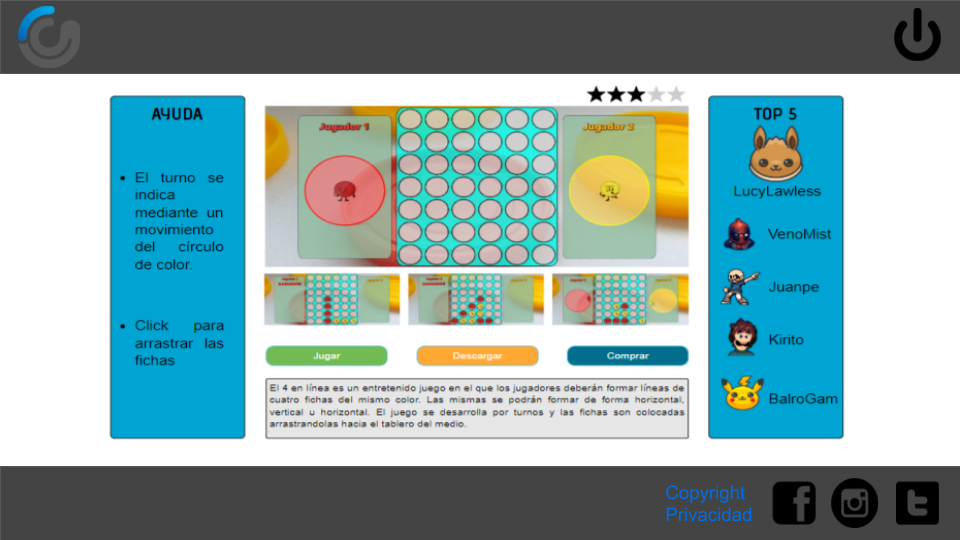 AYUDA
• El turno se
indica
mediante un
movimiento
del círculo
de color.
• Click para
arrastrar las
fichas
Jugador 1
Jugador 2
Jugar
Descargar
Comprar
El 4 en línea es un entretenido juego en el que los jugadores deberán formar líneas de
cuatro fichas del mismo color. Las mismas se podrán formar de forma horizontal,
vertical u horizontal. El juego se desarrolla por turnos y las fichas son colocadas
arrastrandolas hacia el tablero del medio.
TOP 5
LucyLawless
VenoMist
Juanpe
Kirito
BalroGam
Copyright
Privacidad